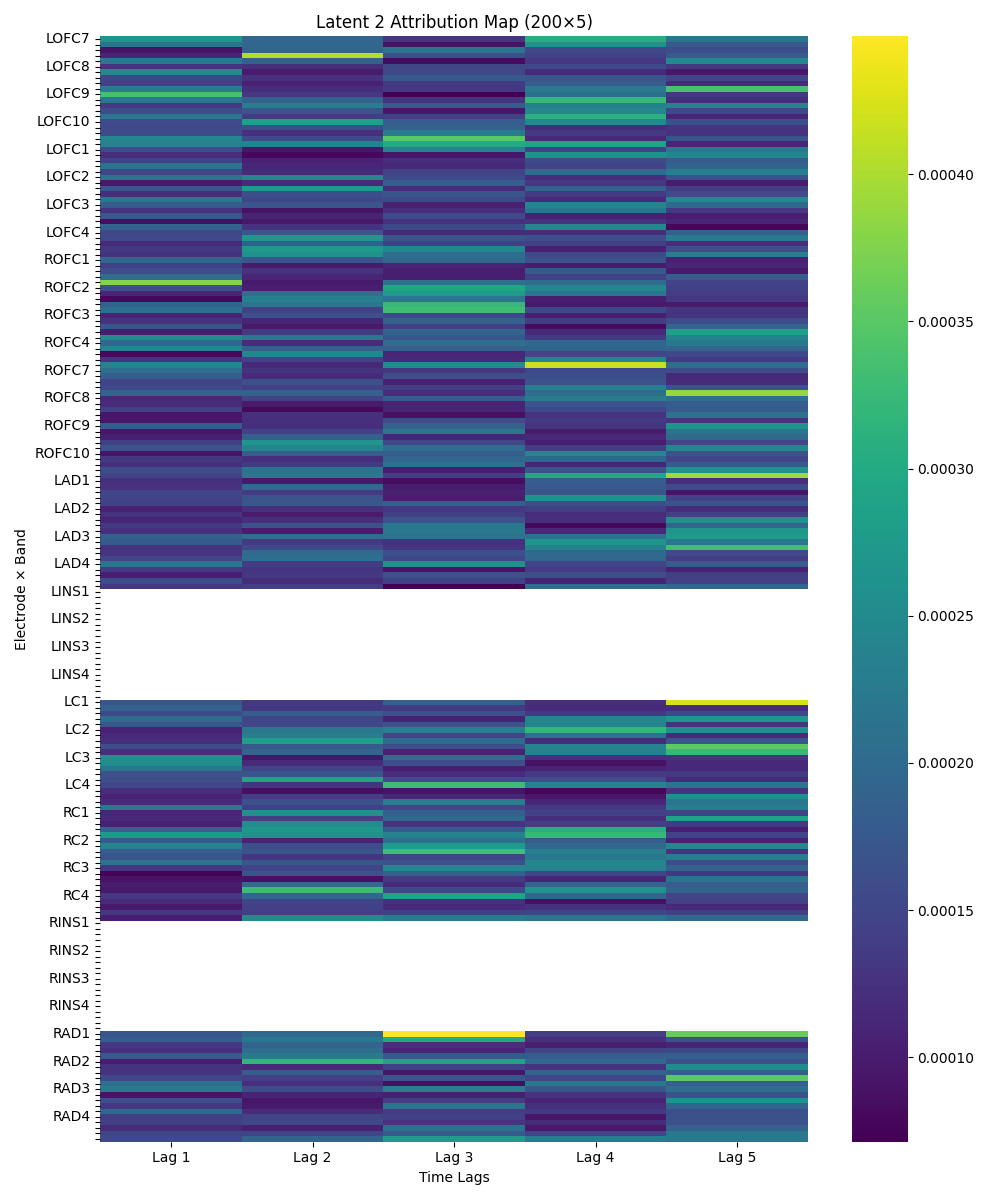 Latent 2 Attribution Map (200×5)
LOFC7
LOFC8
LOFC9
LOFC10
LOFC1
LOFC2
LOFC3
LOFC4
ROFC1
ROFC2
ROFC3
ROFC4
ROFC7
ROFC8
ROFC9
ROFC10
LAD1
LAD2
LAD3
LAD4
LINS1
LINS2
LINS3
LINS4
LC1
LC2
LC3
LC4
RC1
RC2
RC3
RC4
RINS1
RINS2
RINS3
RINS4
RAD1
RAD2
RAD3
RAD4
Electrode × Band
Lag 1 Lag 2 Lag 3 Lag 4 Lag 5
Time Lags
0.00040
0.00035
0.00030
0.00025
0.00020
0.00015
0.00010